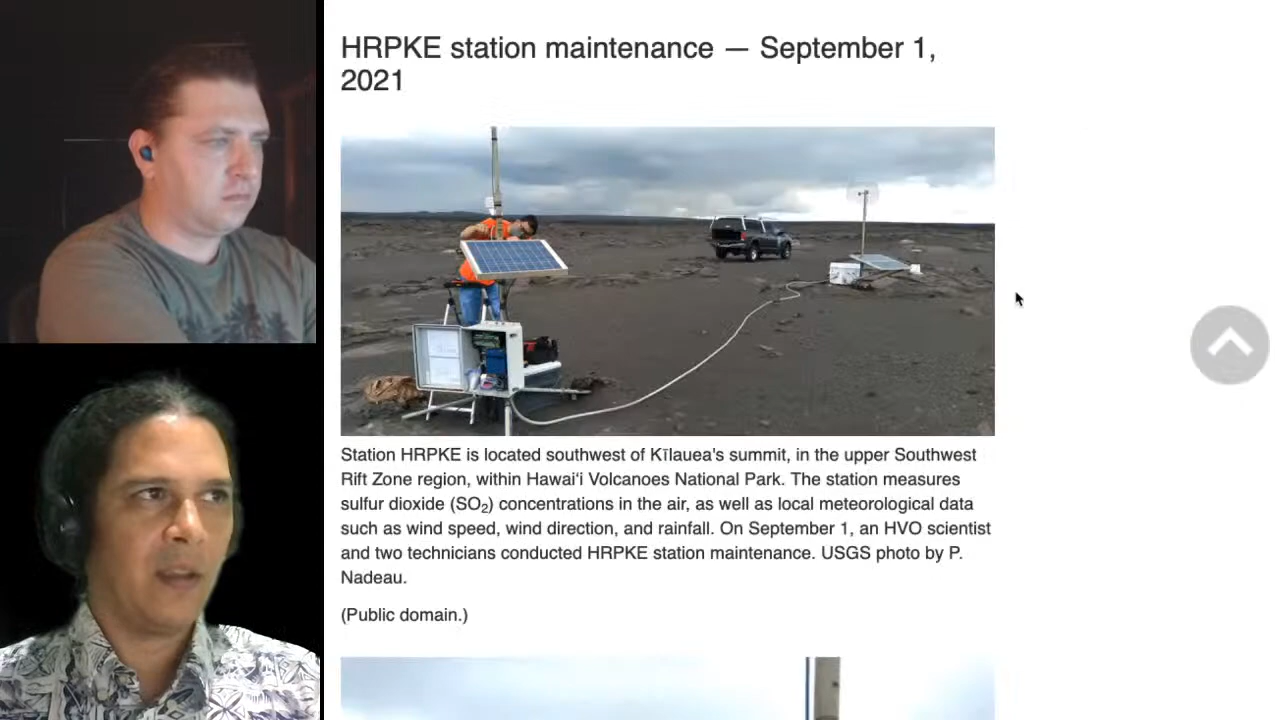 HRPKE station maintenance — September 1,
2021
Station HRPKE is located southwest of Kīlauea's summit, in the upper Southwest
Rift Zone region, within Hawai‘i Volcanoes National Park. The station measures
sulfur dioxide (SO₂) concentrations in the air, as well as local meteorological data
such as wind speed, wind direction, and rainfall. On September 1, an HVO scientist
and two technicians conducted HRPKE station maintenance. USGS photo by P.
Nadeau.
(Public domain.)